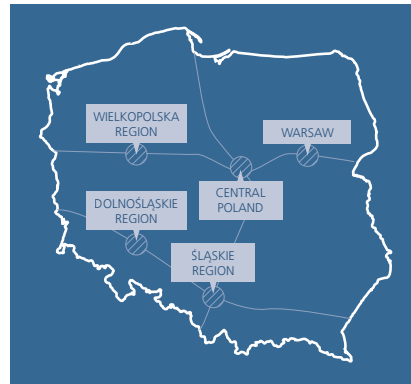 WIELKOPOLSKA
REGION
WARSAW
CENTRAL
POLAND
DOLNOŚLĄSKIE
REGION
ŚLĄSKIE
REGION